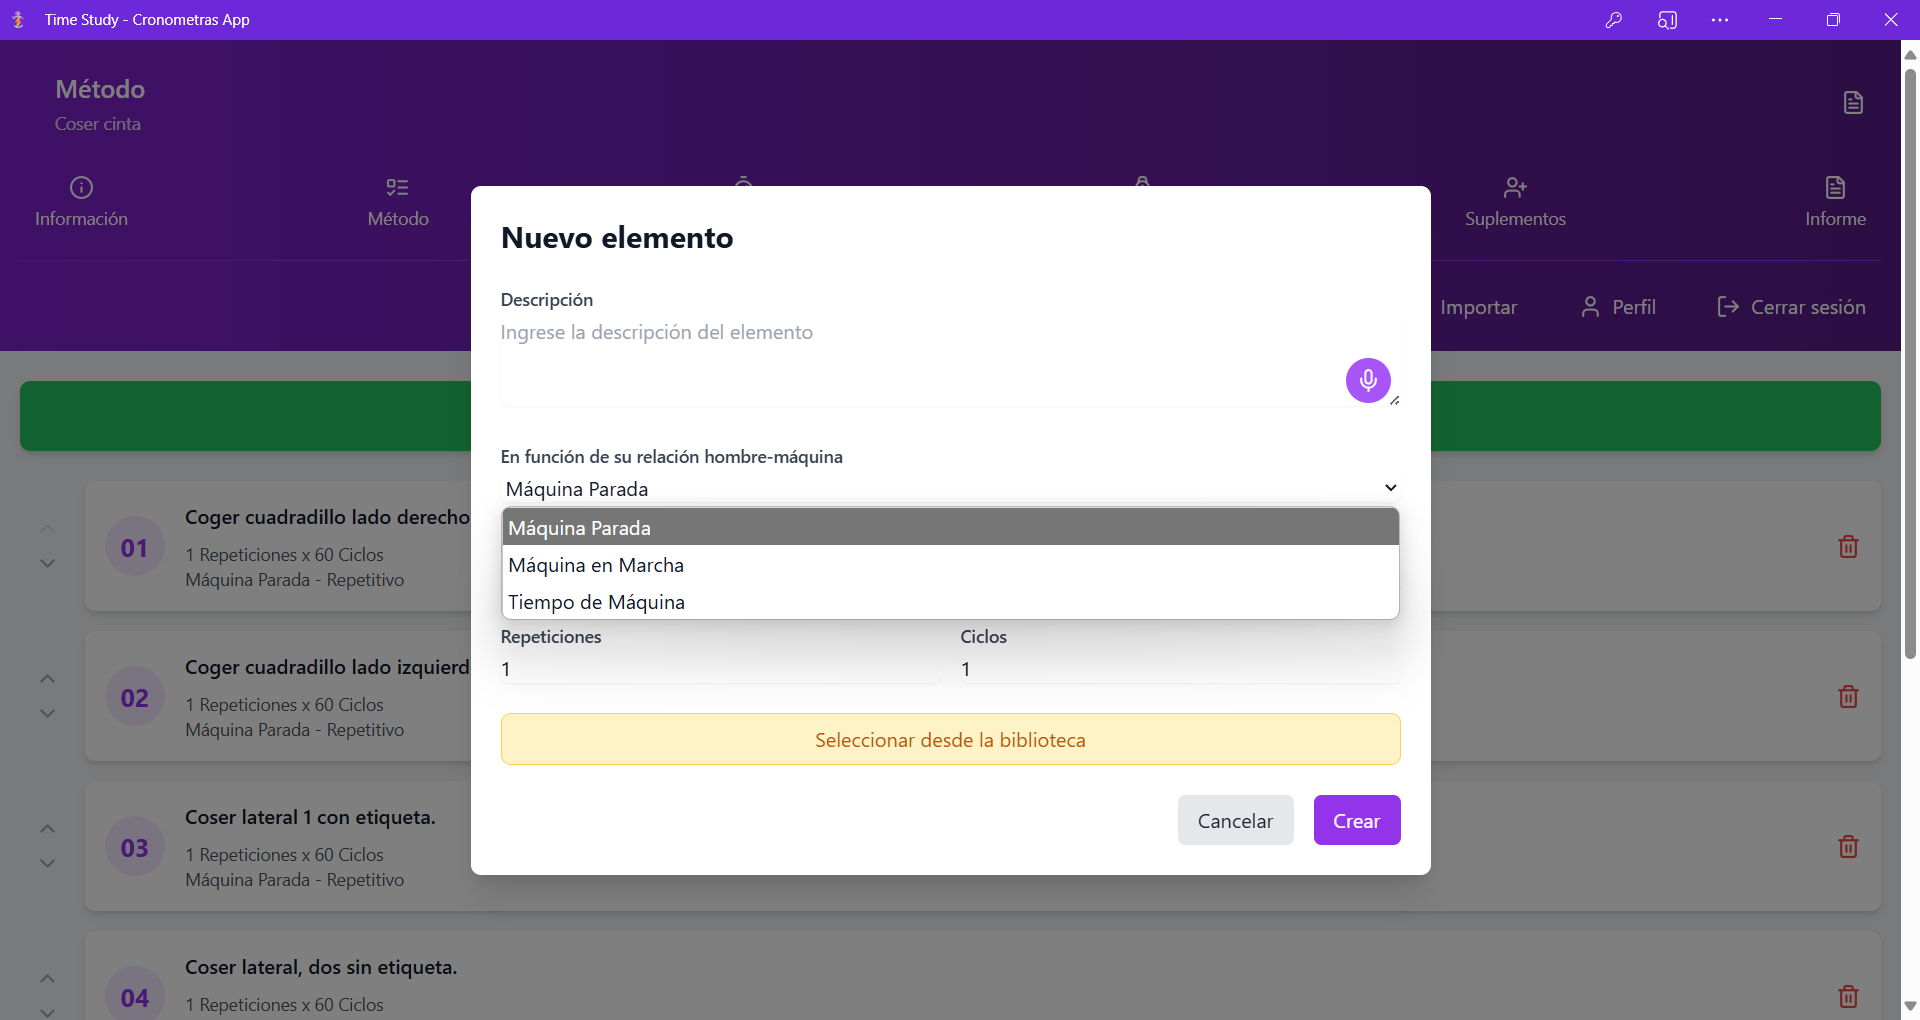 Time Study - Cronometras App
Método
Coser cinta
Información
Método
Suplementos
Informe
Importar
Perfil
Cerrar sesión
Nuevo elemento
Descripción
Ingrese la descripción del elemento
En función de su relación hombre-máquina
Máquina Parada
Máquina Parada
Máquina en Marcha
Tiempo de Máquina
Repeticiones
Ciclos
1
1
Seleccionar desde la biblioteca
Cancelar
Crear
01
Coger cuadradillo lado derecho
1 Repeticiones x 60 Ciclos
Máquina Parada - Repetitivo
02
Coger cuadradillo lado izquierd
1 Repeticiones x 60 Ciclos
Máquina Parada - Repetitivo
03
Coser lateral 1 con etiqueta.
1 Repeticiones x 60 Ciclos
Máquina Parada - Repetitivo
04
Coser lateral, dos sin etiqueta.
1 Repeticiones x 60 Ciclos